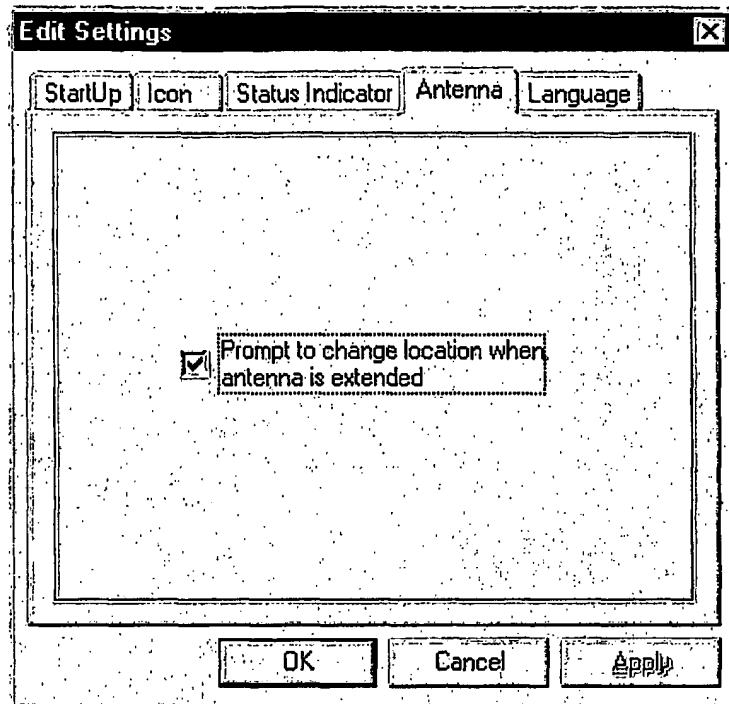 Edit Settings
StartUp Icon Status Indicator Antenna Language
Prompt to change location when
antenna is extended
OK Cancel Apply